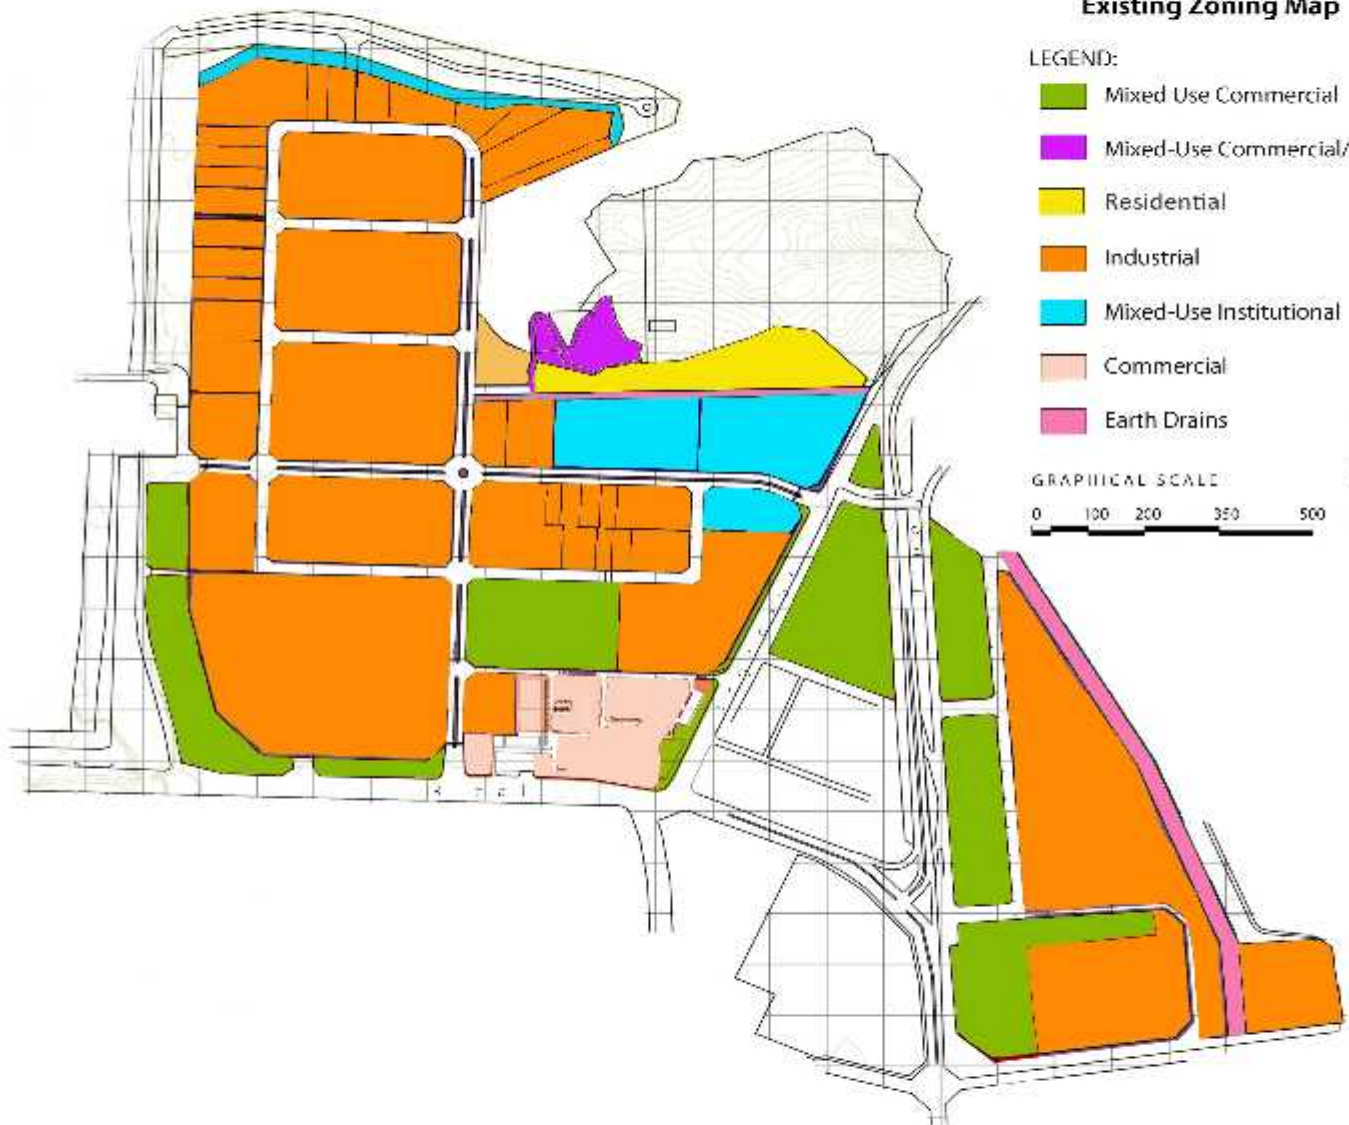 Existing Zoning Map
LEGEND:
Mixed Use Commercial
Mixed-Use Commercial/
Residential
Industrial
Mixed-Use Institutional
Commercial
Earth Drains
GRAPHICAL SCALE
0 100 200 350 500